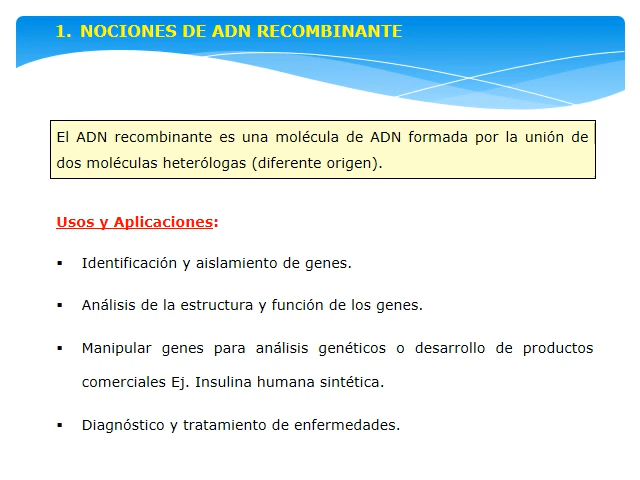 1. NOCIONES DE ADN RECOMBINANTE
El ADN recombinante es una molécula de ADN formada por la unión de
dos moléculas heterólogas (diferente origen).
Usos y Aplicaciones:
▪ Identificación y aislamiento de genes.
▪ Análisis de la estructura y función de los genes.
▪ Manipular genes para análisis genéticos o desarrollo de productos
comerciales Ej. Insulina humana sintética.
▪ Diagnóstico y tratamiento de enfermedades.